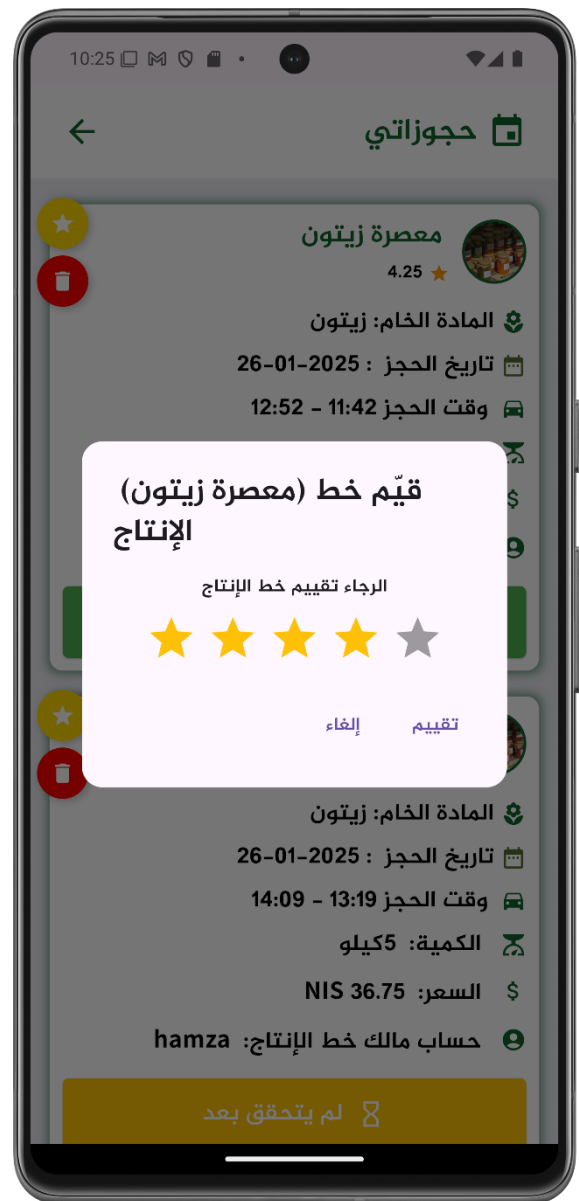 10:25
حجوزاتي
معصرة زيتون
4.25
المادة الخام: زيتون
تاريخ الحجز : 2025-01-26
وقت الحجز 11:42 - 12:52
$
قيّم خط (معصرة زيتون)
الإنتاج
الرجاء تقييم خط الإنتاج
تقييم إلغاء
المادة الخام: زيتون
تاريخ الحجز : 2025-01-26
وقت الحجز 13:19 - 14:09
الكمية: 5كيلو
$ السعر: 36.75 NIS
حساب مالك خط الإنتاج: hamza
لم يتحقق بعد